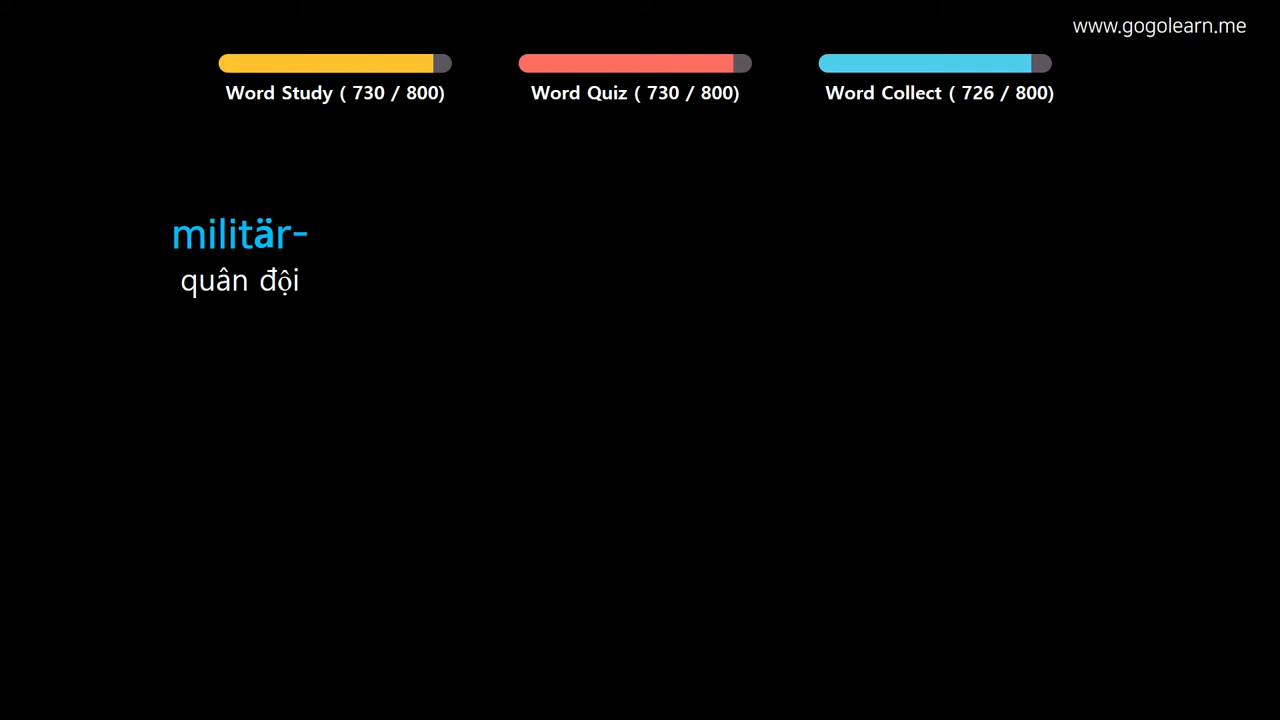 www.gogolearn.me
Word Study ( 730 / 800)
Word Quiz ( 730 / 800)
Word Collect ( 726 / 800)
militär-
quân đội